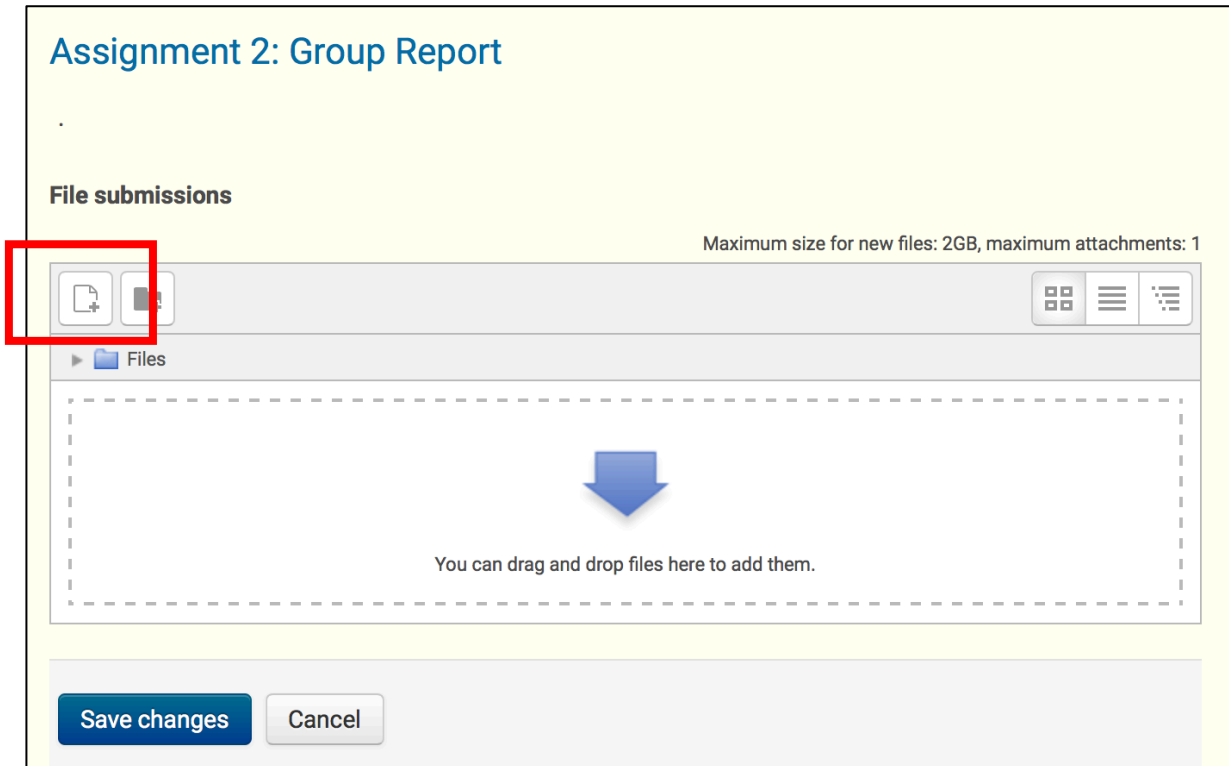 Assignment 2: Group Report
.
File submissions
Maximum size for new files: 2GB, maximum attachments: 1
Files
You can drag and drop files here to add them.
Save changes Cancel